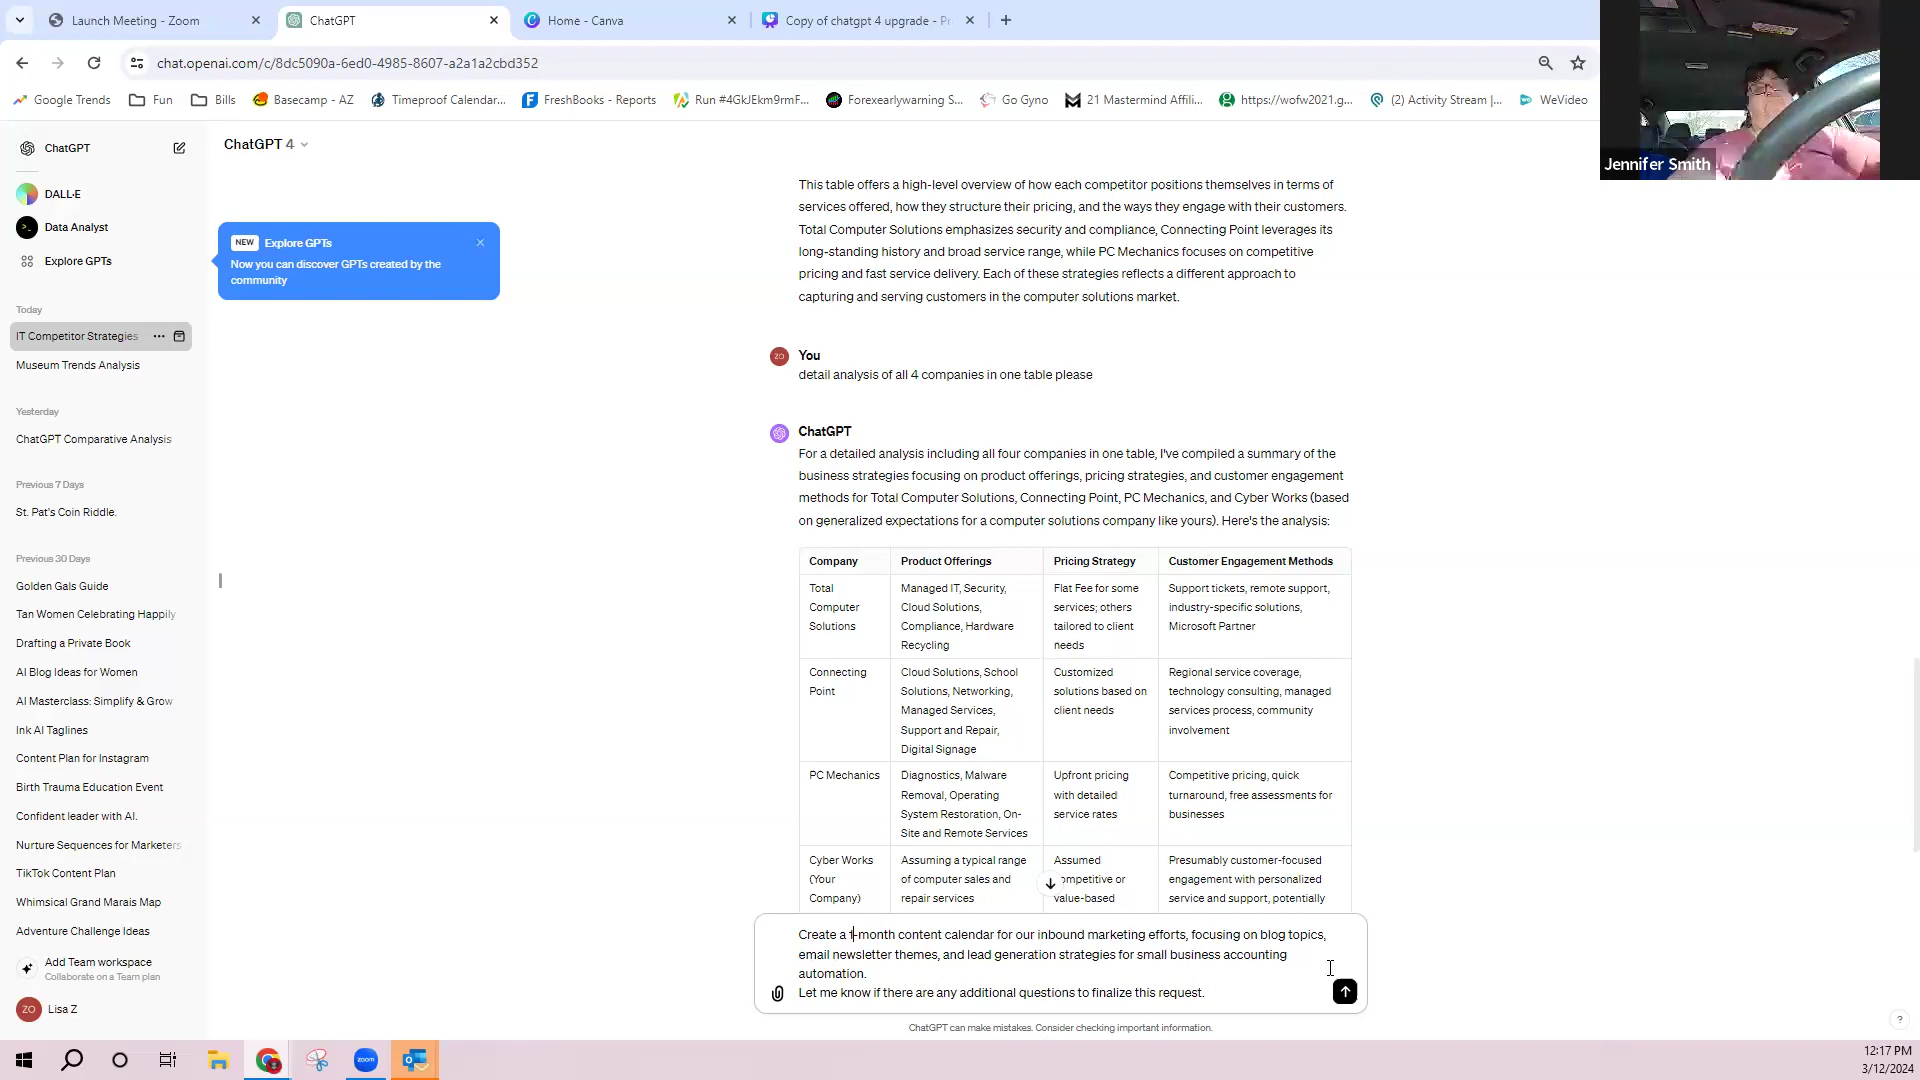 Launch Meeting - Zoom
ChatGPT
Home - Canva
Copy of chatgpt 4 upgrade - Pr
chat.openai.com/c/8dc5090a-6ed0-4985-8607-a2a1a2cbd352
Google Trends
Fun
Bills
Basecamp - AZ
Timeproof Calendar...
FreshBooks - Reports
Run #4GkJEkm9rmF...
Forexearlywarning S...
Go Gyno
21 Mastermind Affili...
https://wofw2021.g...
(2) Activity Stream |...
WeVideo
Jennifer Smith
ChatGPT
DALL·E
Data Analyst
Explore GPTs
Today
IT Competitor Strategies
Museum Trends Analysis
Yesterday
ChatGPT Comparative Analysis
Previous 7 Days
St. Pat's Coin Riddle.
Previous 30 Days
Golden Gals Guide
Tan Women Celebrating Happily
Drafting a Private Book
AI Blog Ideas for Women
AI Masterclass: Simplify & Grow
Ink AI Taglines
Content Plan for Instagram
Birth Trauma Education Event
Confident leader with AI.
Nurture Sequences for Marketers
TikTok Content Plan
Whimsical Grand Marais Map
Adventure Challenge Ideas
Add Team workspace
Collaborate on a Team plan
ZO
Lisa Z
ChatGPT 4
NEW Explore GPTs
Now you can discover GPTs created by the
community
This table offers a high-level overview of how each competitor positions themselves in terms of
services offered, how they structure their pricing, and the ways they engage with their customers.
Total Computer Solutions emphasizes security and compliance, Connecting Point leverages its
long-standing history and broad service range, while PC Mechanics focuses on competitive
pricing and fast service delivery. Each of these strategies reflects a different approach to
capturing and serving customers in the computer solutions market.
ZO
You
detail analysis of all 4 companies in one table please
ChatGPT
For a detailed analysis including all four companies in one table, I've compiled a summary of the
business strategies focusing on product offerings, pricing strategies, and customer engagement
methods for Total Computer Solutions, Connecting Point, PC Mechanics, and Cyber Works (based
on generalized expectations for a computer solutions company like yours). Here's the analysis:
Company
Product Offerings
Pricing Strategy
Customer Engagement Methods
Total
Computer
Solutions
Managed IT, Security,
Cloud Solutions,
Compliance, Hardware
Recycling
Flat Fee for some
services; others
tailored to client
needs
Support tickets, remote support,
industry-specific solutions,
Microsoft Partner
Connecting
Point
Cloud Solutions, School
Solutions, Networking,
Managed Services,
Support and Repair,
Digital Signage
Customized
solutions based on
client needs
Regional service coverage,
technology consulting, managed
services process, community
involvement
PC Mechanics
Diagnostics, Malware
Removal, Operating
System Restoration, On-
Site and Remote Services
Upfront pricing
with detailed
service rates
Competitive pricing, quick
turnaround, free assessments for
businesses
Cyber Works
(Your
Company)
Assuming a typical range
of computer sales and
repair services
Assumed
ompetitive or
value-based
Presumably customer-focused
engagement with personalized
service and support, potentially
Create a 1-month content calendar for our inbound marketing efforts, focusing on blog topics,
email newsletter themes, and lead generation strategies for small business accounting
automation.
Let me know if there are any additional questions to finalize this request.
ChatGPT can make mistakes. Consider checking important information.
?
zoom
12:17 PM
3/12/2024